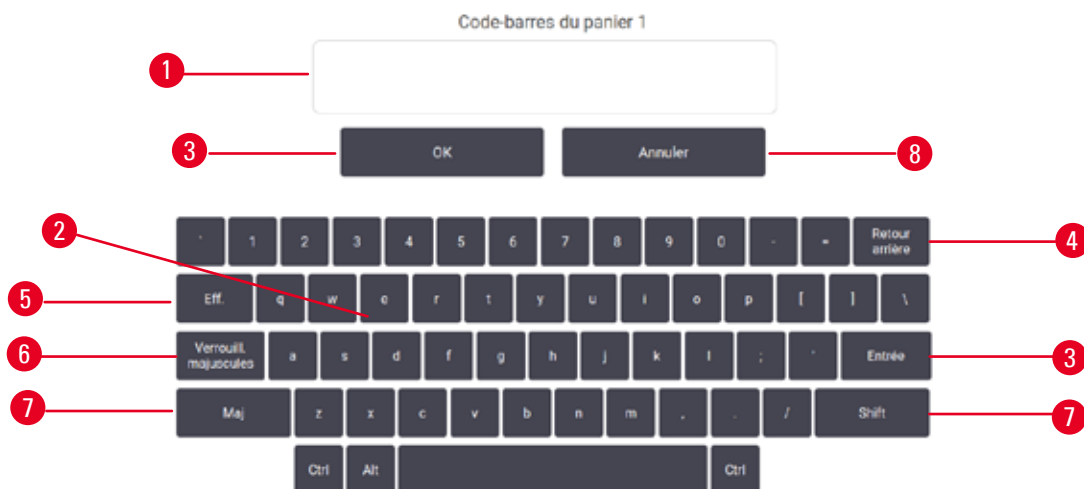 Code-barres du panier 1
1
3 OK Annuler 8
2
` 1 2 3 4 5 6 7 8 9 0 - = Retour arrière 4
5 Eff. q w e r t y u i o p [ ] \
6 Verrouill. majuscules a s d f g h j k l ; ' Entrée 3
7 Maj z x c v b n m , . / Shift 7
Ctrl Alt Ctrl